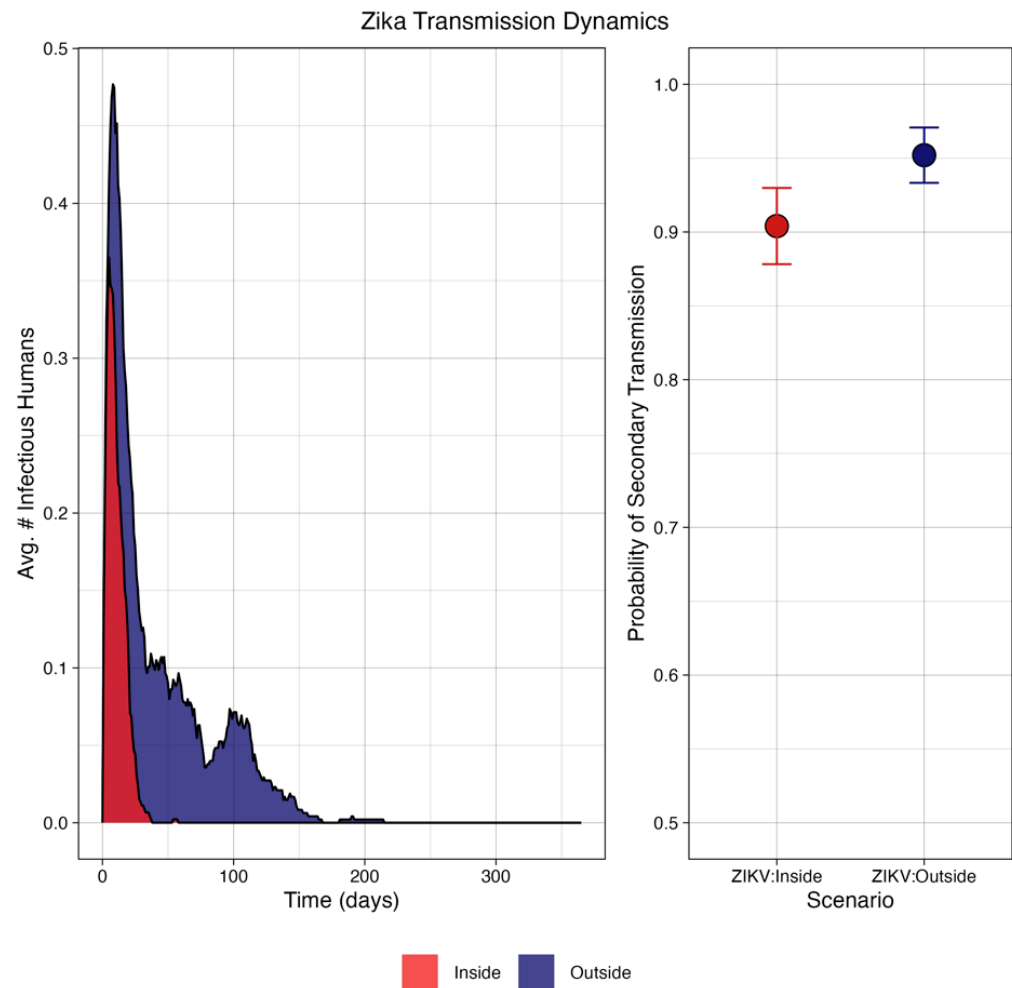 Zika Transmission Dynamics
Avg. # Infectious Humans
0.5
0.4
0.3
0.2
0.1
0.0
0
100
200
300
Time (days)
Probability of Secondary Transmission
1.0
0.9
0.8
0.7
0.6
0.5
ZIKV:Inside
ZIKV:Outside
Scenario
Inside
Outside